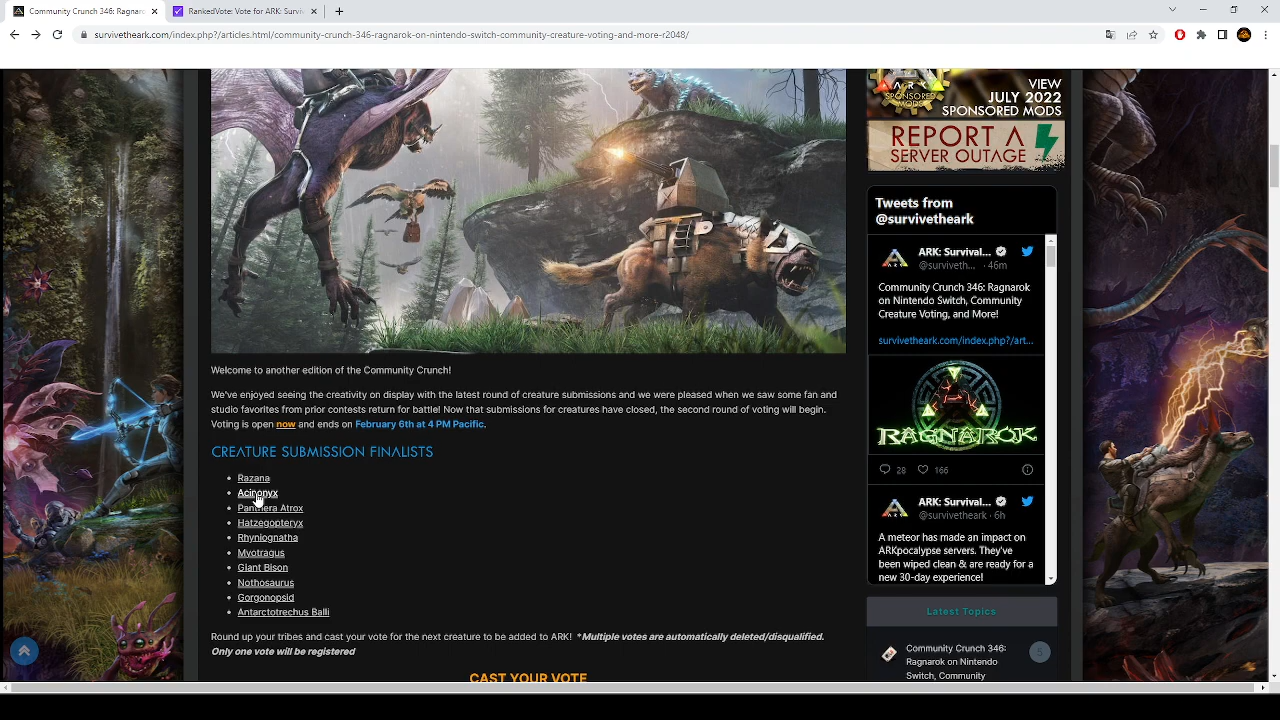 Community Crunch 346: Ragnaro
RankedVote: Vote for ARK: Surviv
survivetheark.com/index.php?/articles.html/community-crunch-346-ragnarok-on-nintendo-switch-community-creature-voting-and-more-r2048/
VIEW
JULY 2022
SPONSORED MODS
ARK
SPONSORED
MODS
REPORT A
SERVER OUTAGE
Tweets from
@survivetheark
ARK: Survival...
@surviveth... · 46m
Community Crunch 346: Ragnarok
on Nintendo Switch, Community
Creature Voting, and More!
survivetheark.com/index.php?/art...
RAGNAROK
28 166
ARK: Survival...
@survivetheark · 6h
A meteor has made an impact on
ARKpocalypse servers. They've
been wiped clean & are ready for a
new 30-day experience!
Latest Topics
Community Crunch 346:
Ragnarok on Nintendo
Switch, Community
5
Welcome to another edition of the Community Crunch!
We've enjoyed seeing the creativity on display with the latest round of creature submissions and we were pleased when we saw some fan and
studio favorites from prior contests return for battle! Now that submissions for creatures have closed, the second round of voting will begin.
Voting is open now and ends on February 6th at 4 PM Pacific.
CREATURE SUBMISSION FINALISTS
Razana
Acinonyx
Panthera Atrox
Hatzegopteryx
Rhyniognatha
Myotragus
Giant Bison
Nothosaurus
Gorgonopsid
Antarctotrechus Balli
Round up your tribes and cast your vote for the next creature to be added to ARK! *Multiple votes are automatically deleted/disqualified.
Only one vote will be registered
CAST YOUR VOTE